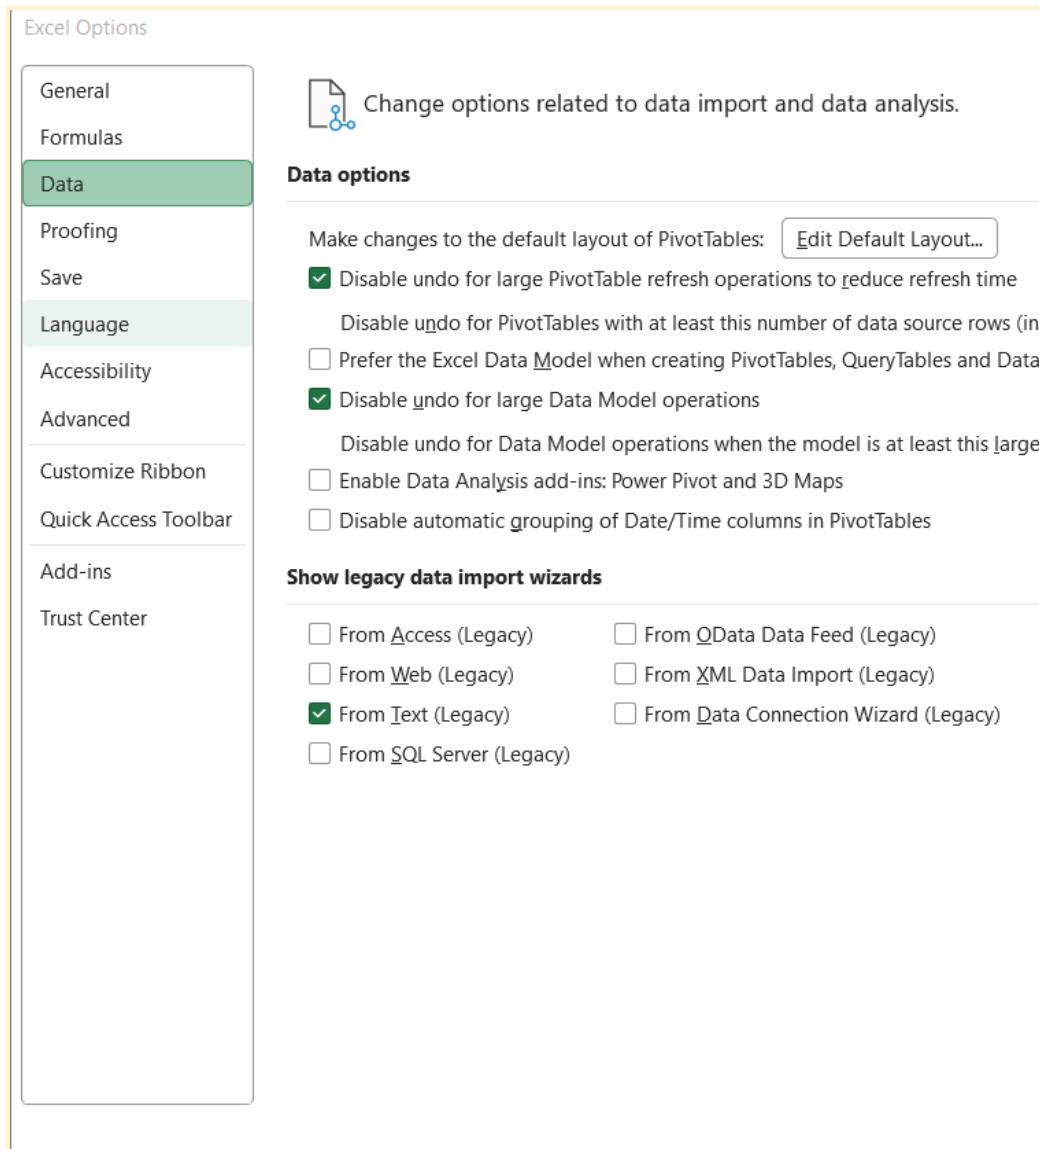 Excel Options
General
Formulas
Data
Proofing
Save
Language
Accessibility
Advanced
Customize Ribbon
Quick Access Toolbar
Add-ins
Trust Center
Change options related to data import and data analysis.
Data options
Make changes to the default layout of PivotTables: Edit Default Layout...
Disable undo for large PivotTable refresh operations to reduce refresh time
Disable undo for PivotTables with at least this number of data source rows (in
Prefer the Excel Data Model when creating PivotTables, QueryTables and Data
Disable undo for large Data Model operations
Disable undo for Data Model operations when the model is at least this large
Enable Data Analysis add-ins: Power Pivot and 3D Maps
Disable automatic grouping of Date/Time columns in PivotTables
Show legacy data import wizards
From Access (Legacy) From OData Data Feed (Legacy)
From Web (Legacy) From XML Data Import (Legacy)
From Text (Legacy) From Data Connection Wizard (Legacy)
From SQL Server (Legacy)